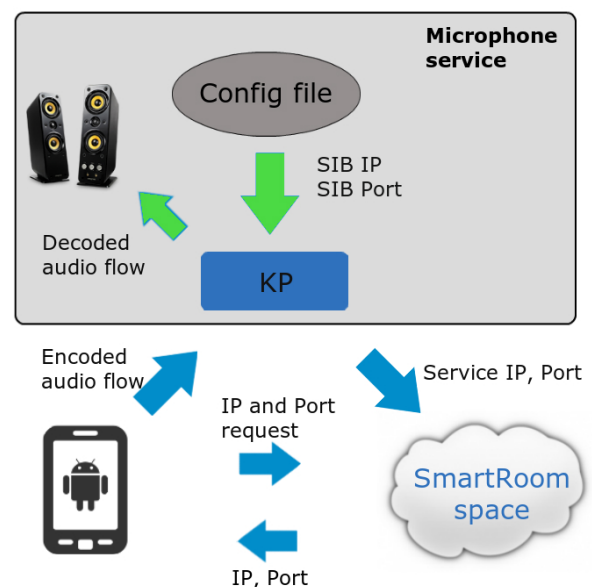 Microphone
service
Config file
SIB IP
SIB Port
Decoded
audio flow
KP
Encoded
audio flow
Service IP, Port
IP and Port
request
SmartRoom
space
IP, Port